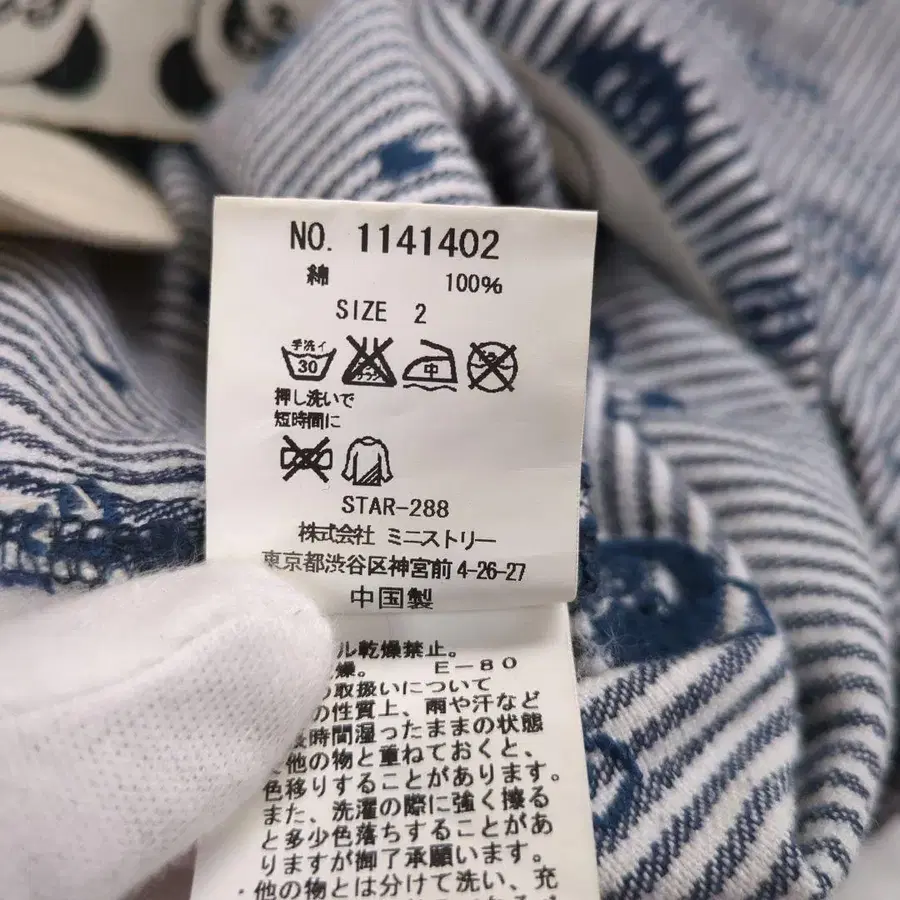 NO. 1141402
綿 100%
SIZE 2
手洗イ
30
中
押し洗いで
短時間に
STAR-288
株式会社 ミニストリー
東京都渋谷区神宮前 4-26-27
中国製
ル乾燥禁止。
燥。 E-80
取扱いについて
の性質上、雨や汗など
長時間湿ったままの状態
他の物と重ねておくと、
色移りすることがあります。
また、洗濯の際に強く擦る
と多少色落ちすることがあ
りますが御了承願います。
・他の物とは分けて洗い、充